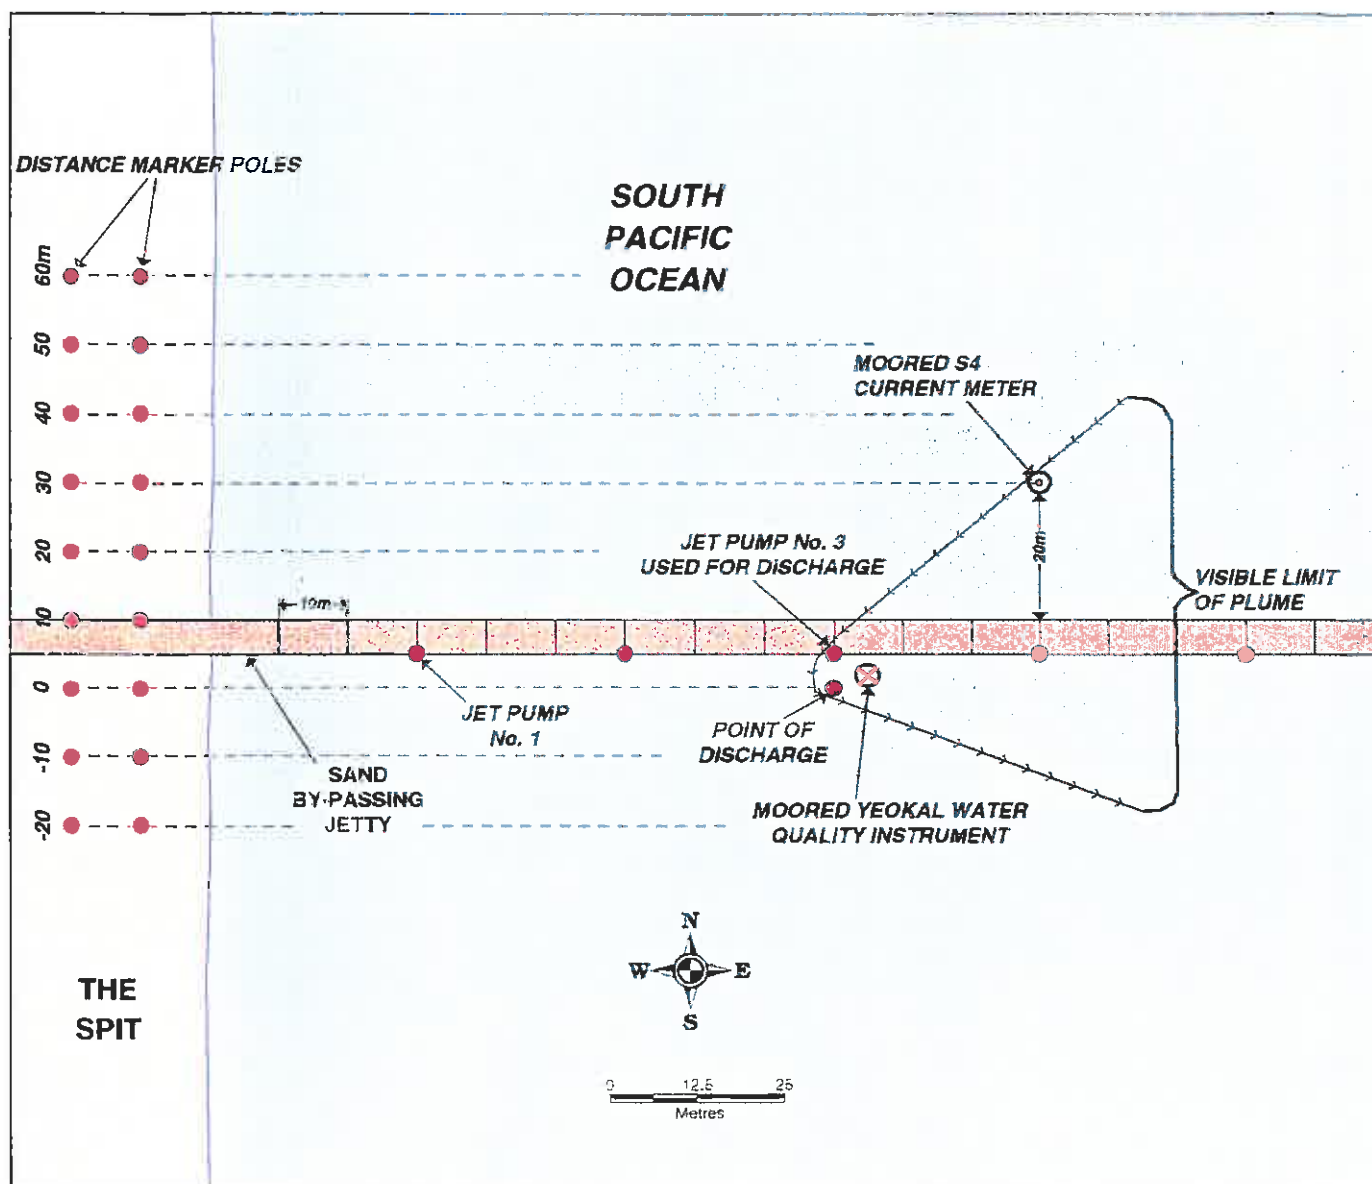 DISTANCE MARKER POLES
SOUTH
PACIFIC
OCEAN
60m
50
MOORED S4
CURRENT METER
40
30
JET PUMP No. 3
USED FOR DISCHARGE
20m
20
VISIBLE LIMIT
OF PLUME
10m
10
0
JET PUMP
No. 1
POINT OF
DISCHARGE
-10
SAND
BY-PASSING
JETTY
MOORED YEOKAL WATER
QUALITY INSTRUMENT
-20
N
W E
S
THE
SPIT
0 12.5 25
Metres